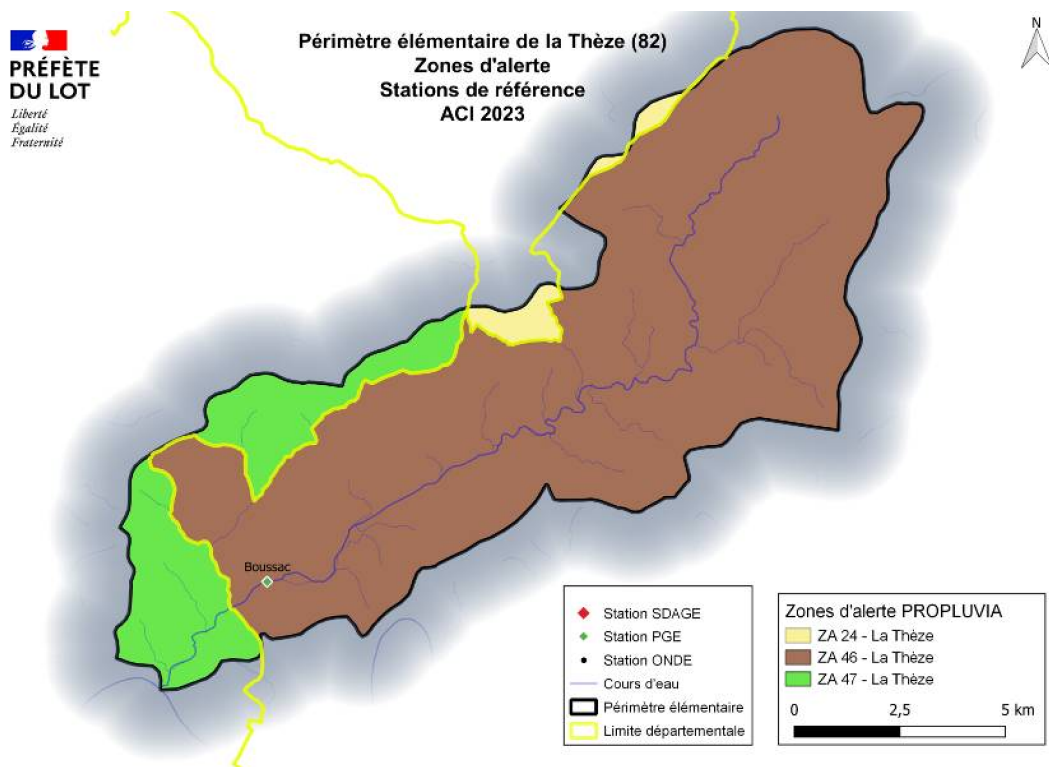 PRÉFÈTE
DU LOT
Liberté
Égalité
Fraternité
Périmètre élémentaire de la Thèze (82)
Zones d'alerte
Stations de référence
ACI 2023
N
Boussac
Station SDAGE
Station PGE
Station ONDE
Cours d'eau
Périmètre élémentaire
Limite départementale
Zones d'alerte PROPLUVIA
ZA 24 - La Thèze
ZA 46 - La Thèze
ZA 47 - La Thèze
0 2,5 5 km